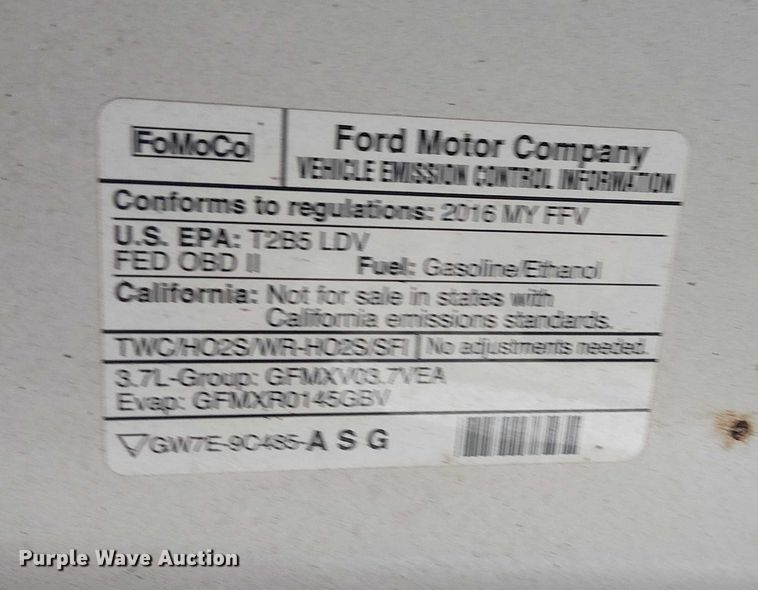 FoMoCo
Ford Motor Company
VEHICLE EMISSION CONTROL INFORMATION
Conforms to regulations: 2016 MY FFV
U.S. EPA: T2B5 LDV
FED OBD II Fuel: Gasoline/Ethanol
California: Not for sale in states with
California emissions standards.
TWC/HO2S/WR-HO2S/SFI No adjustments needed.
3.7L-Group: GFMXV03.7VEA
Evap: GFMXR0145GBV
GW7E-9C485-A S G
Purple Wave Auction